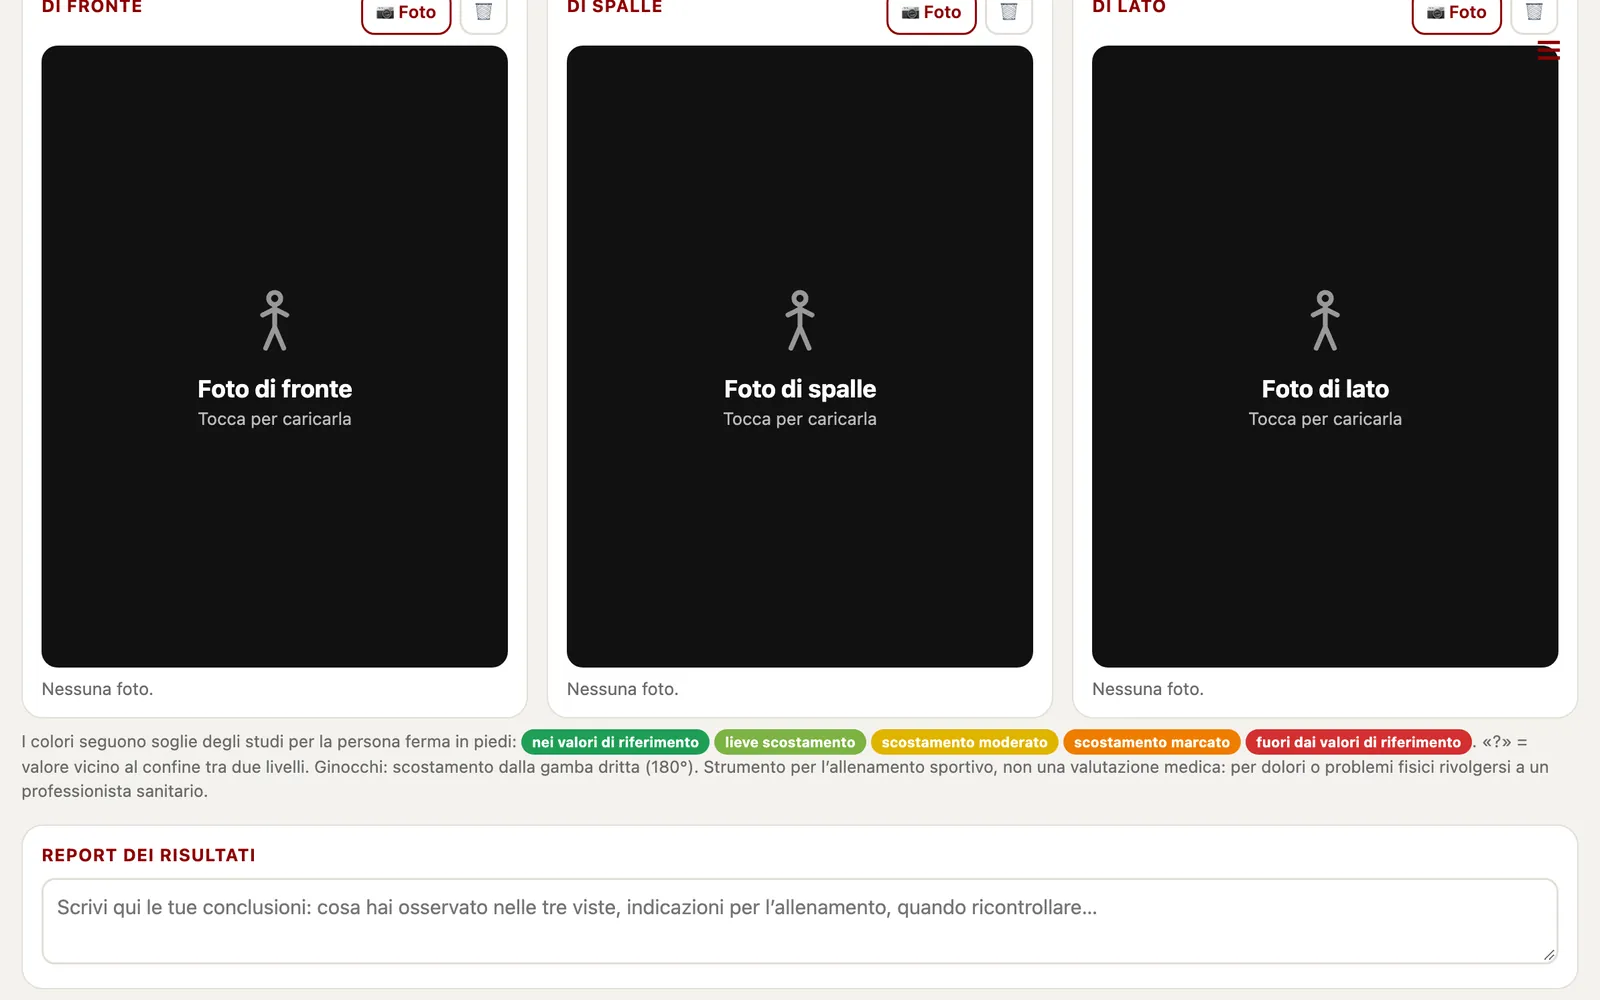 DI FRONTE
Foto
DI SPALLE
Foto
DI LATO
Foto
Foto di fronte
Tocca per caricarla
Foto di spalle
Tocca per caricarla
Foto di lato
Tocca per caricarla
Nessuna foto.
Nessuna foto.
Nessuna foto.
I colori seguono soglie degli studi per la persona ferma in piedi: nei valori di riferimento lieve scostamento scostamento moderato scostamento marcato fuori dai valori di riferimento. «?» =
valore vicino al confine tra due livelli. Ginocchi: scostamento dalla gamba dritta (180°). Strumento per l’allenamento sportivo, non una valutazione medica: per dolori o problemi fisici rivolgersi a un
professionista sanitario.
REPORT DEI RISULTATI
Scrivi qui le tue conclusioni: cosa hai osservato nelle tre viste, indicazioni per l’allenamento, quando ricontrollare…